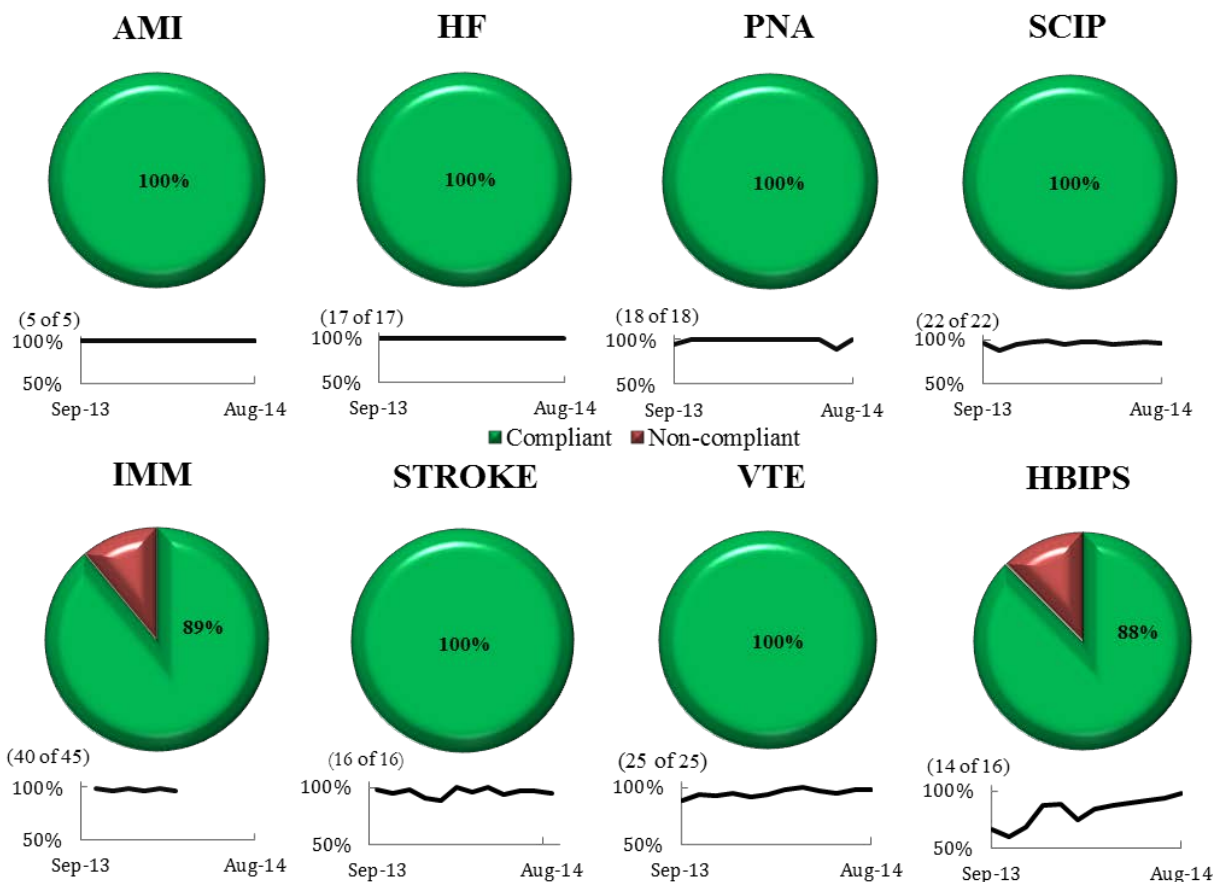 AMI
HF
PNA
SCIP
100%
100%
100%
100%
(5 of 5)
100%
50%
Sep-13
Aug-14
(17 of 17)
100%
50%
Sep-13
Aug-14
(18 of 18)
100%
50%
Sep-13
Aug-14
(22 of 22)
100%
50%
Sep-13
Aug-14
Compliant
Non-compliant
IMM
STROKE
VTE
HBIPS
89%
100%
100%
88%
(40 of 45)
100%
50%
Sep-13
Aug-14
(16 of 16)
100%
50%
Sep-13
Aug-14
(25 of 25)
100%
50%
Sep-13
Aug-14
(14 of 16)
100%
50%
Sep-13
Aug-14